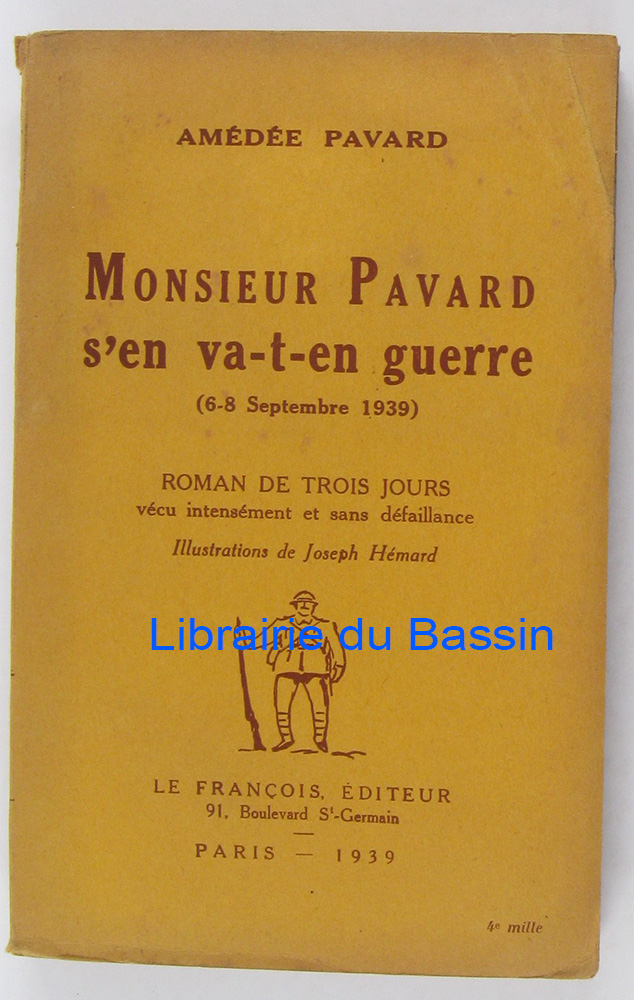 AMÉDÉE PAVARD
MONSIEUR PAVARD
s'en va-t-en guerre
(6-8 Septembre 1939)
ROMAN DE TROIS JOURS
vécu intensément et sans défaillance
Illustrations de Joseph Hémard
Librairie du Bassin
LE FRANÇOIS, ÉDITEUR
91, Boulevard St-Germain
PARIS — 1939
4e mille